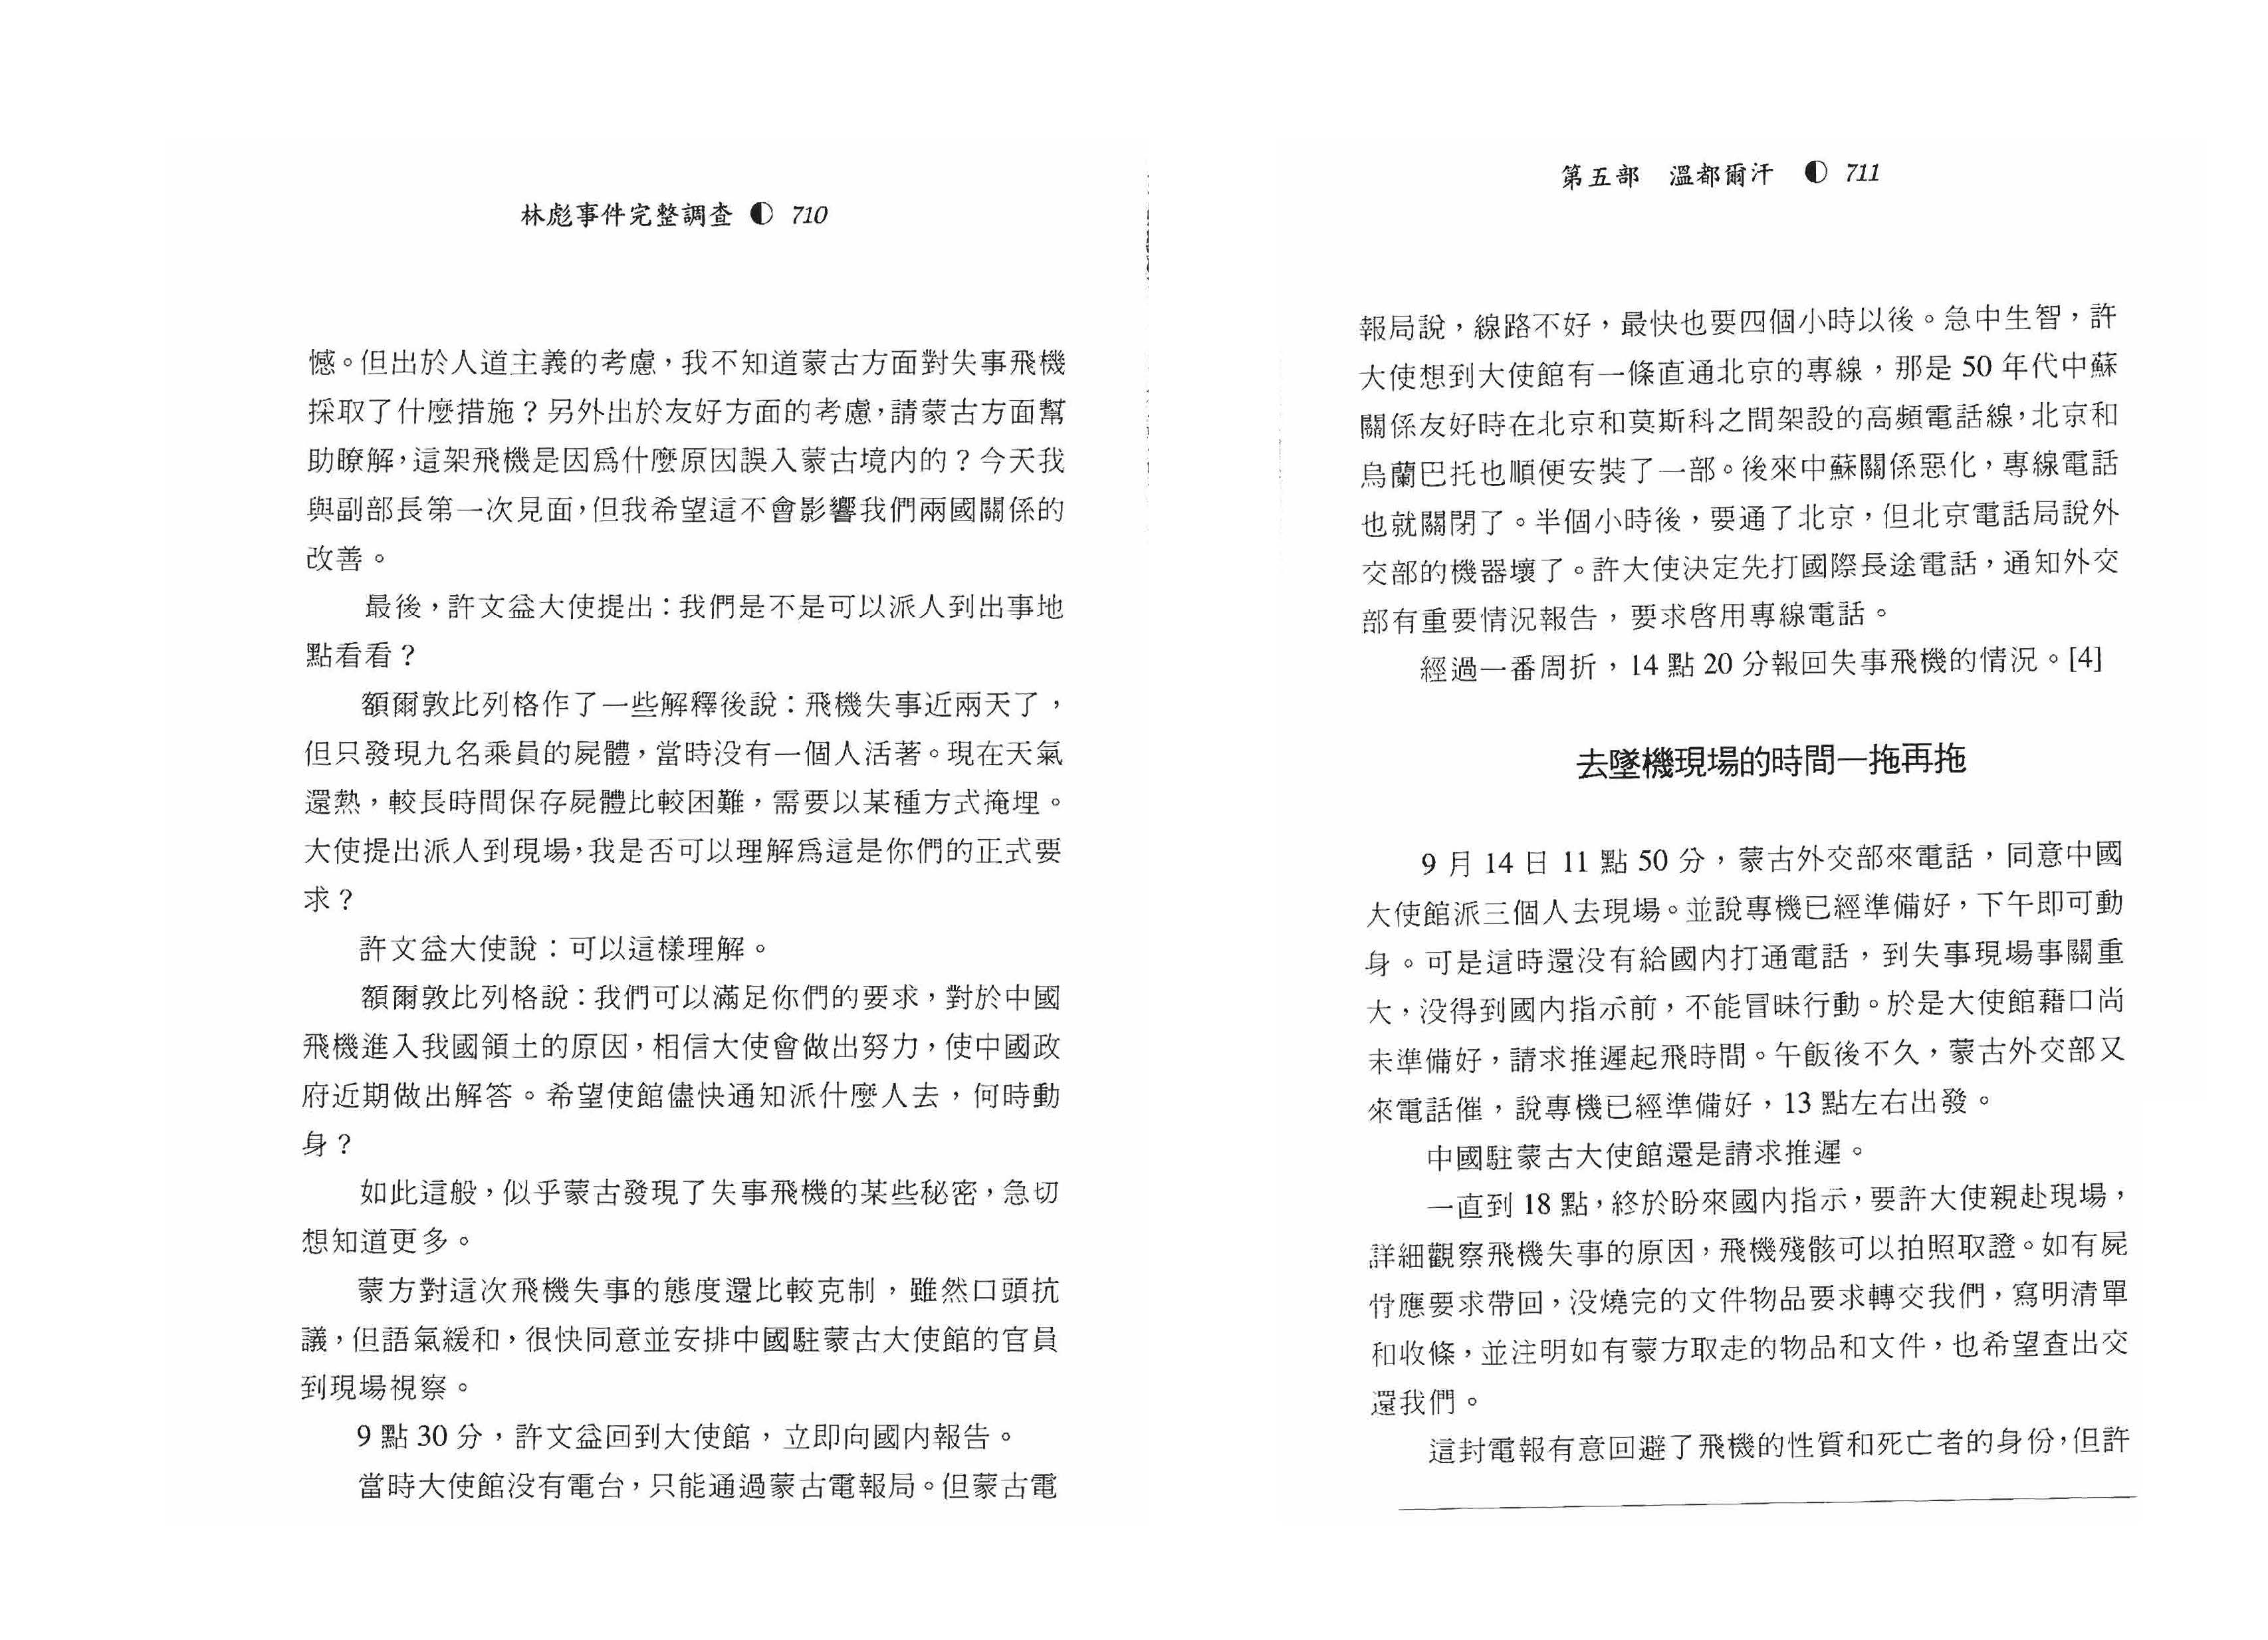 林彪事件完整調查 ◐ 710
憾。但出於人道主義的考慮，我不知道蒙古方面對失事飛機
採取了什麼措施？另外出於友好方面的考慮，請蒙古方面幫
助瞭解，這架飛機是因爲什麼原因誤入蒙古境内的？今天我
與副部長第一次見面，但我希望這不會影響我們兩國關係的
改善。
最後，許文益大使提出：我們是不是可以派人到出事地
點看看？
額爾敦比列格作了一些解釋後說：飛機失事近兩天了，
但只發現九名乘員的屍體，當時没有一個人活著。現在天氣
還熱，較長時間保存屍體比較困難，需要以某種方式掩埋。
大使提出派人到現場，我是否可以理解爲這是你們的正式要
求？
許文益大使說：可以這樣理解。
額爾敦比列格說：我們可以滿足你們的要求，對於中國
飛機進入我國領土的原因，相信大使會做出努力，使中國政
府近期做出解答。希望使館儘快通知派什麼人去，何時動
身？
如此這般，似乎蒙古發現了失事飛機的某些秘密，急切
想知道更多。
蒙方對這次飛機失事的態度還比較克制，雖然口頭抗
議，但語氣緩和，很快同意並安排中國駐蒙古大使館的官員
到現場視察。
9 點 30 分，許文益回到大使館，立即向國内報告。
當時大使館没有電台，只能通過蒙古電報局。但蒙古電
第五部　溫都爾汗 ◐ 711
報局說，線路不好，最快也要四個小時以後。急中生智，許
大使想到大使館有一條直通北京的專線，那是 50 年代中蘇
關係友好時在北京和莫斯科之間架設的高頻電話線，北京和
烏蘭巴托也順便安裝了一部。後來中蘇關係惡化，專線電話
也就關閉了。半個小時後，要通了北京，但北京電話局說外
交部的機器壞了。許大使決定先打國際長途電話，通知外交
部有重要情況報告，要求啓用專線電話。
經過一番周折，14 點 20 分報回失事飛機的情況。[4]
去墜機現場的時間一拖再拖
9 月 14 日 11 點 50 分，蒙古外交部來電話，同意中國
大使館派三個人去現場。並說專機已經準備好，下午即可動
身。可是這時還没有給國内打通電話，到失事現場事關重
大，没得到國内指示前，不能冒昧行動。於是大使館藉口尚
未準備好，請求推遲起飛時間。午飯後不久，蒙古外交部又
來電話催，說專機已經準備好，13 點左右出發。
中國駐蒙古大使館還是請求推遲。
一直到 18 點，終於盼來國内指示，要許大使親赴現場，
詳細觀察飛機失事的原因，飛機殘骸可以拍照取證。如有屍
骨應要求帶回，没燒完的文件物品要求轉交我們，寫明清單
和收條，並注明如有蒙方取走的物品和文件，也希望查出交
還我們。
這封電報有意回避了飛機的性質和死亡者的身份，但許